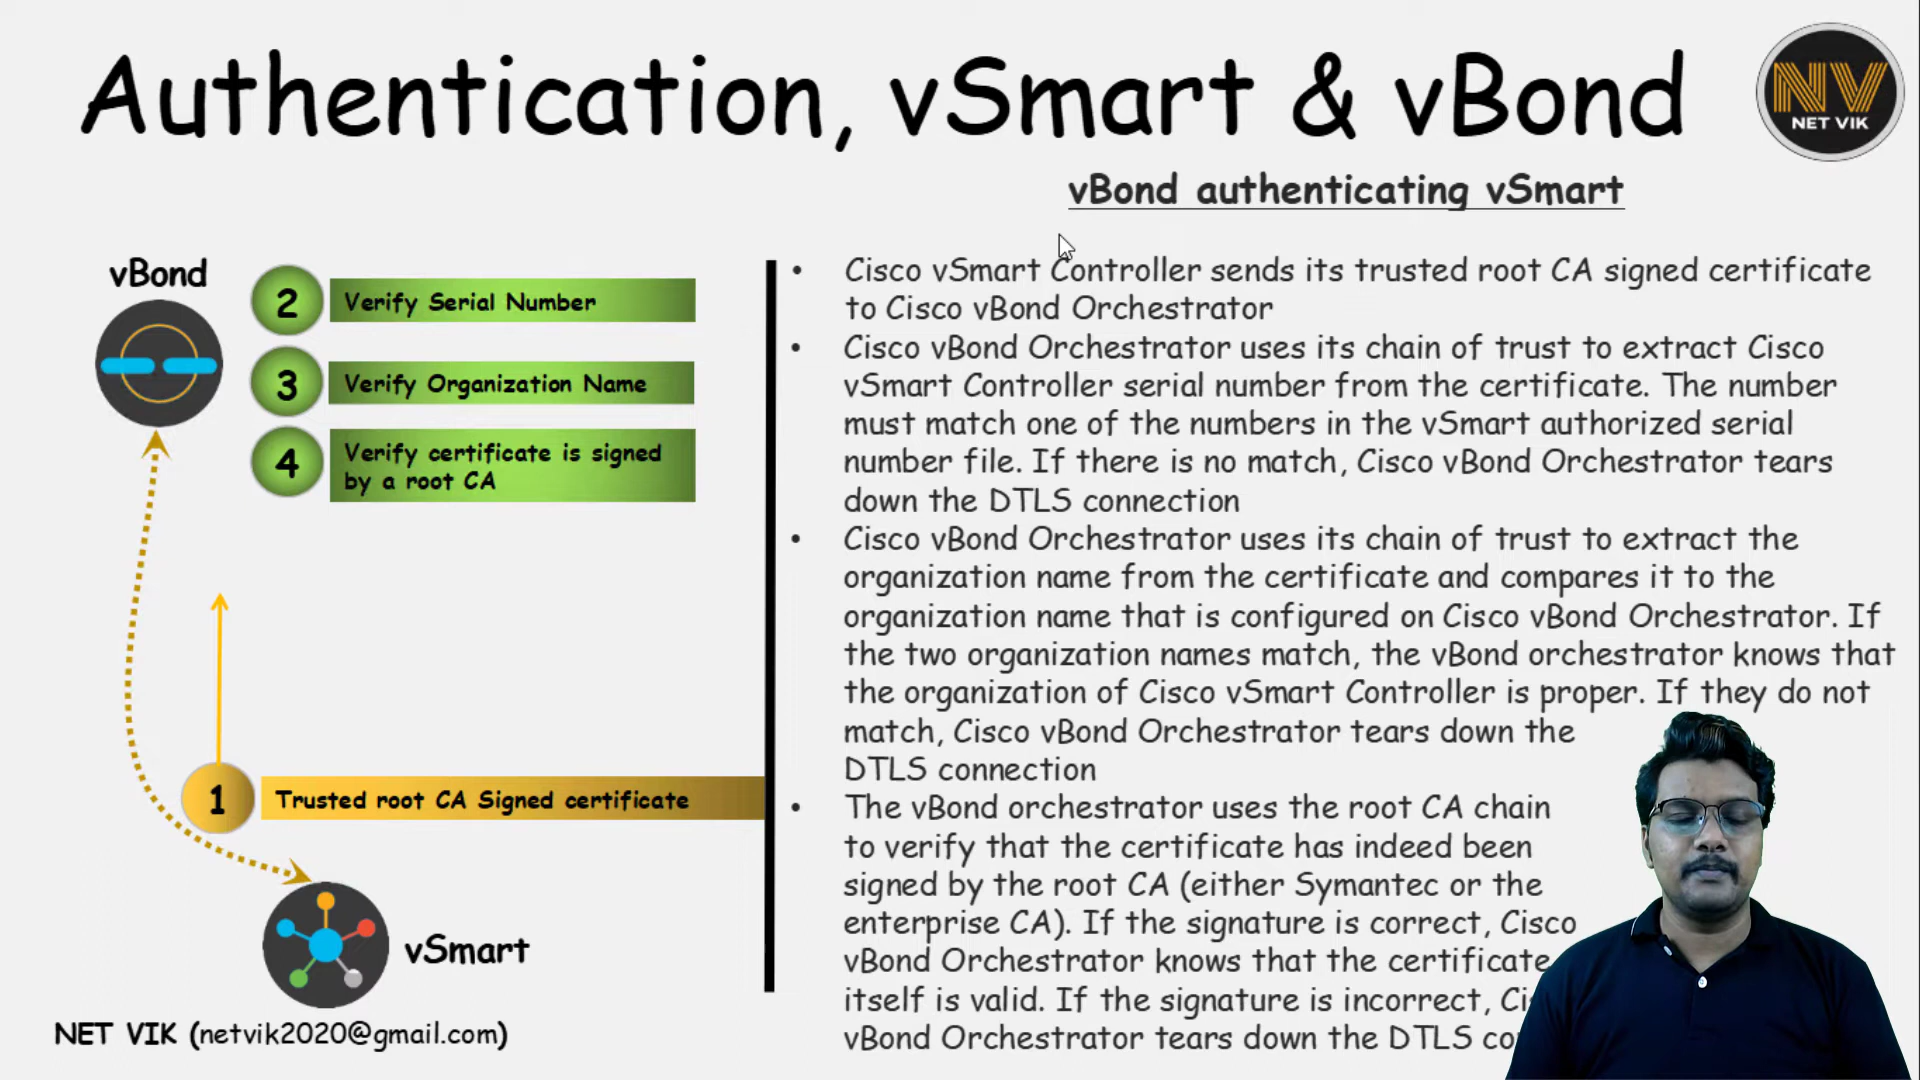 Authentication, vSmart & vBond
NV
NET VIK
vBond authenticating vSmart
vBond
2 Verify Serial Number
3 Verify Organization Name
4 Verify certificate is signed
by a root CA
1 Trusted root CA Signed certificate
vSmart
NET VIK (netvik2020@gmail.com)
• Cisco vSmart Controller sends its trusted root CA signed certificate
to Cisco vBond Orchestrator
• Cisco vBond Orchestrator uses its chain of trust to extract Cisco
vSmart Controller serial number from the certificate. The number
must match one of the numbers in the vSmart authorized serial
number file. If there is no match, Cisco vBond Orchestrator tears
down the DTLS connection
• Cisco vBond Orchestrator uses its chain of trust to extract the
organization name from the certificate and compares it to the
organization name that is configured on Cisco vBond Orchestrator. If
the two organization names match, the vBond orchestrator knows that
the organization of Cisco vSmart Controller is proper. If they do not
match, Cisco vBond Orchestrator tears down the
DTLS connection
• The vBond orchestrator uses the root CA chain
to verify that the certificate has indeed been
signed by the root CA (either Symantec or the
enterprise CA). If the signature is correct, Cisco
vBond Orchestrator knows that the certificate
itself is valid. If the signature is incorrect,
vBond Orchestrator tears down the DTLS